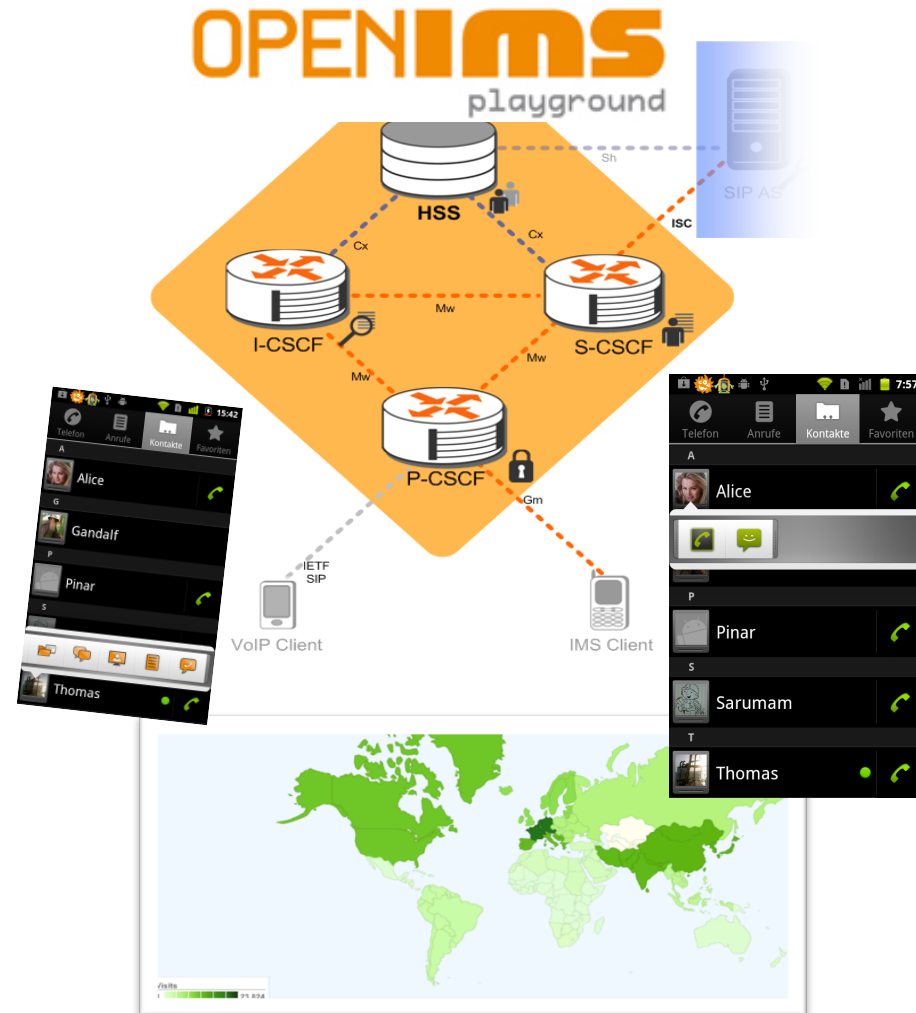 OPENIMS
playground
Sh
SIP AS
HSS
ISC
Cx
Cx
Mw
I-CSCF
S-CSCF
Mw
Mw
P-CSCF
Gm
IETF
SIP
VoIP Client
IMS Client
15:42
Telefon
Anrufe
Kontakte
Favoriten
A
Alice
G
Gandalf
P
Pinar
S
Thomas
7:57
Telefon
Anrufe
Kontakte
Favoriten
A
Alice
P
Pinar
S
Sarumam
T
Thomas
Visits
23.824